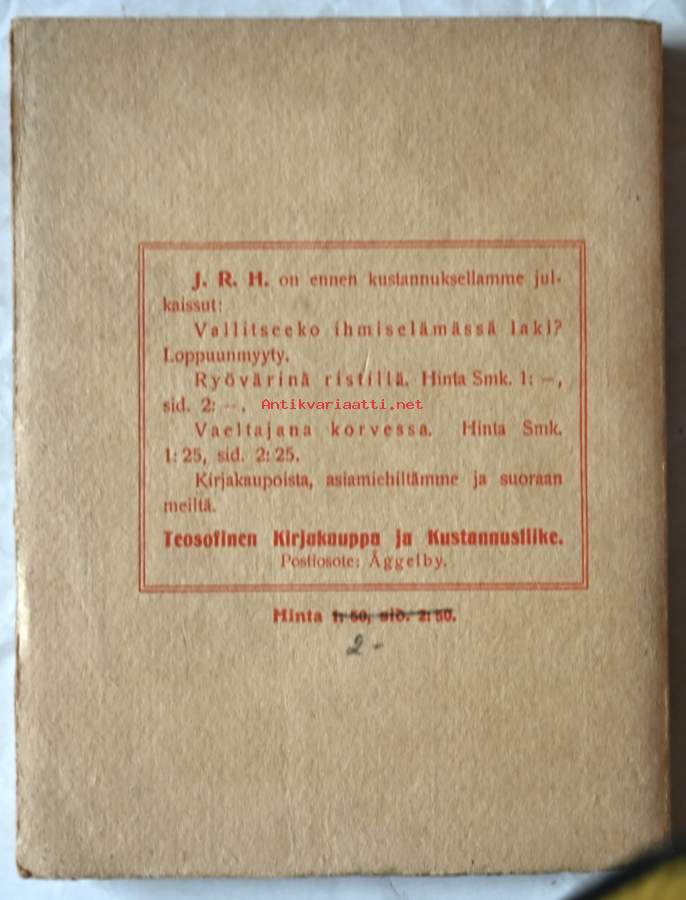 J. R. H. on ennen kustannuksellamme jul-
kaissut:
Vallitseeko ihmiselämässä laki?
Loppuunmyyty.
Ryövärinä ristillä. Hinta Smk. 1: —,
sid. 2: —. Antikvariaatti.net
Vaeltajana korvessa. Hinta Smk.
1: 25, sid. 2: 25.
Kirjakaupoista, asiamiehiltämme ja suoraan
meiltä.
Teosofinen Kirjakauppa ja Kustannusliike.
Postiosote: Åggelby.
Hinta 1: 50, sid. 2: 50.
2 -